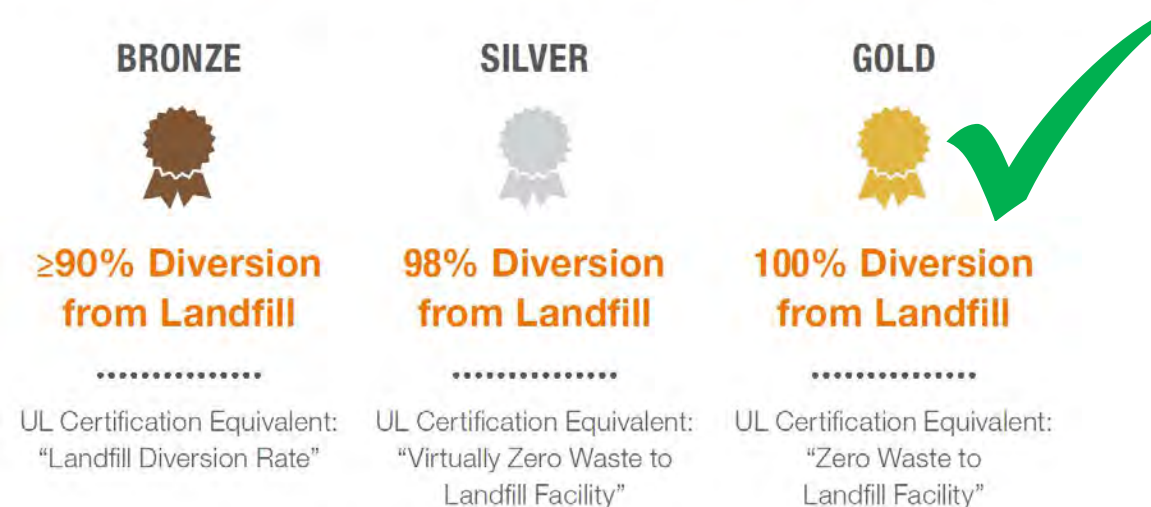 BRONZE
≥90% Diversion
from Landfill
UL Certification Equivalent:
“Landfill Diversion Rate”
SILVER
98% Diversion
from Landfill
UL Certification Equivalent:
“Virtually Zero Waste to
Landfill Facility”
GOLD
100% Diversion
from Landfill
UL Certification Equivalent:
“Zero Waste to
Landfill Facility”